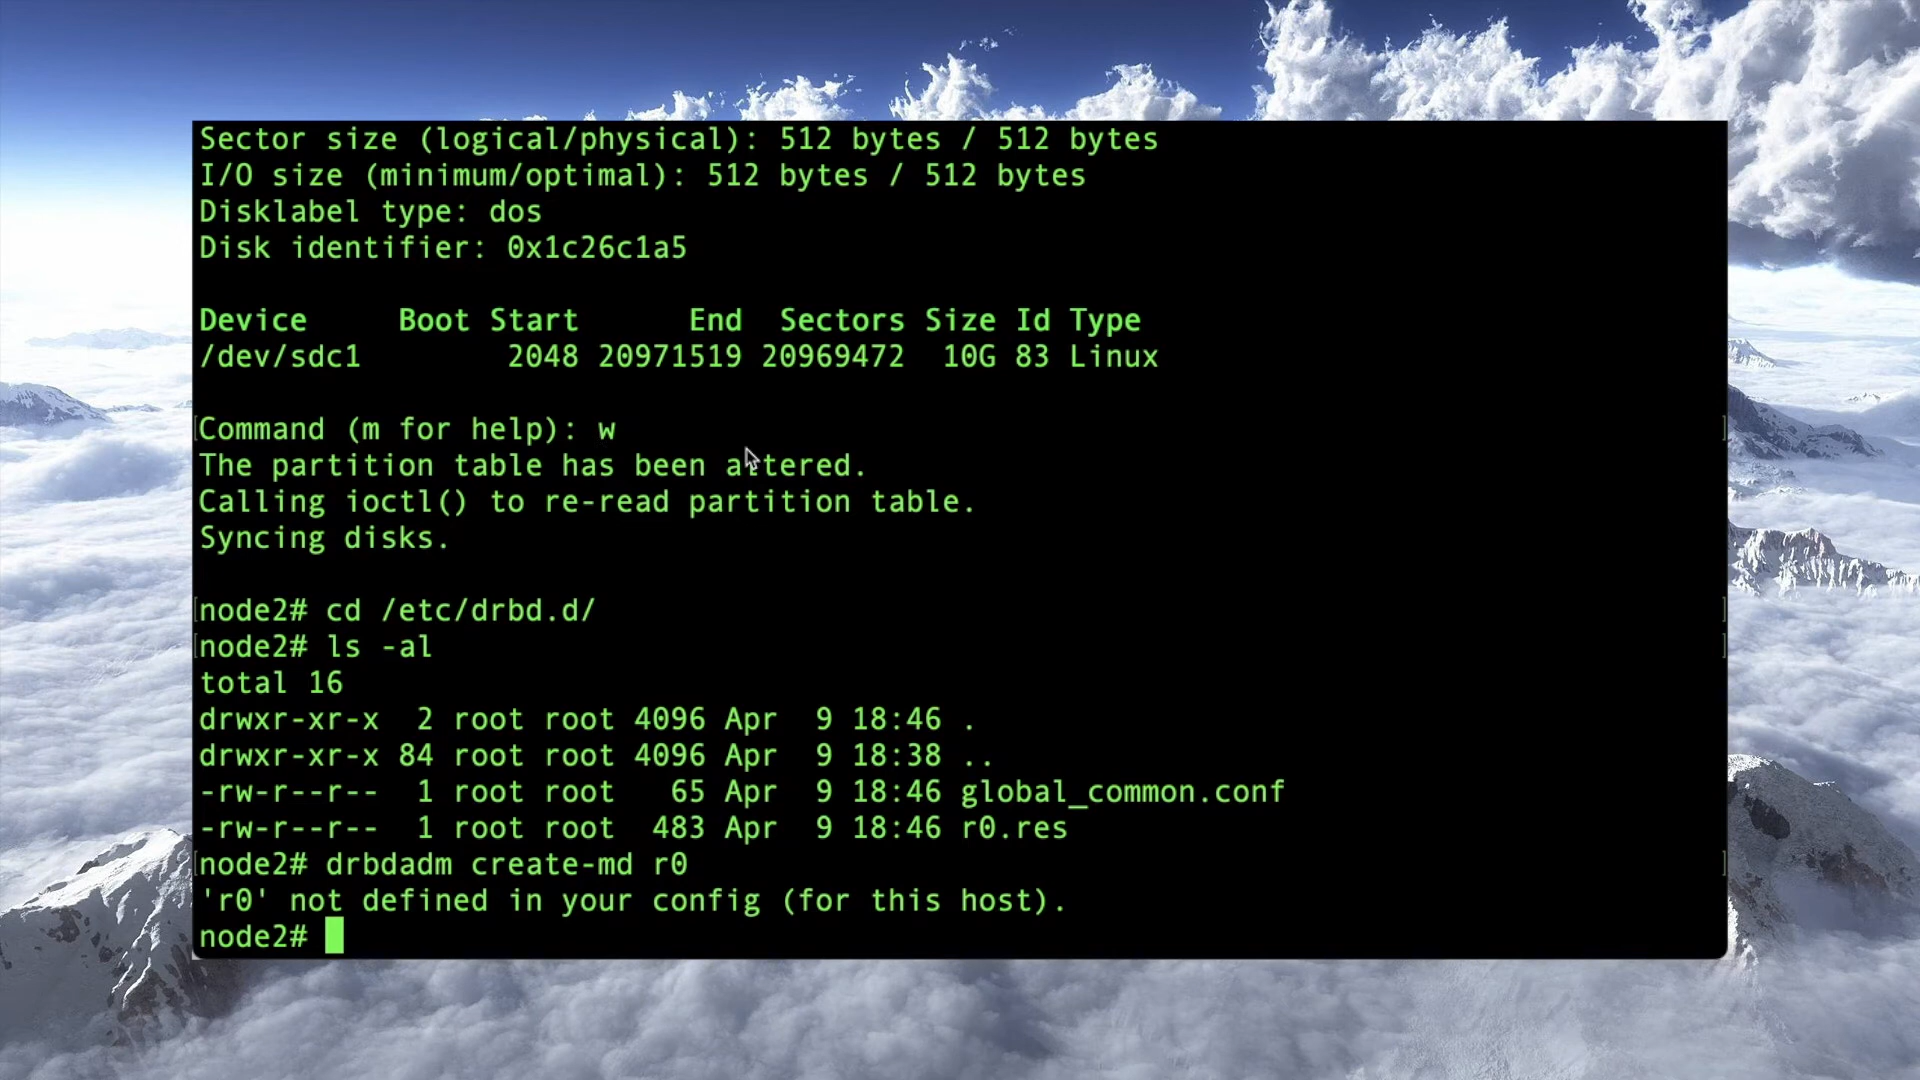 Sector size (logical/physical): 512 bytes / 512 bytes
I/O size (minimum/optimal): 512 bytes / 512 bytes
Disklabel type: dos
Disk identifier: 0x1c26c1a5
Device     Boot Start      End  Sectors Size Id Type
/dev/sdc1        2048 20971519 20969472  10G 83 Linux
Command (m for help): w
The partition table has been altered.
Calling ioctl() to re-read partition table.
Syncing disks.
node2# cd /etc/drbd.d/
node2# ls -al
total 16
drwxr-xr-x  2 root root 4096 Apr  9 18:46 .
drwxr-xr-x 84 root root 4096 Apr  9 18:38 ..
-rw-r--r--  1 root root   65 Apr  9 18:46 global_common.conf
-rw-r--r--  1 root root  483 Apr  9 18:46 r0.res
node2# drbdadm create-md r0
'r0' not defined in your config (for this host).
node2#